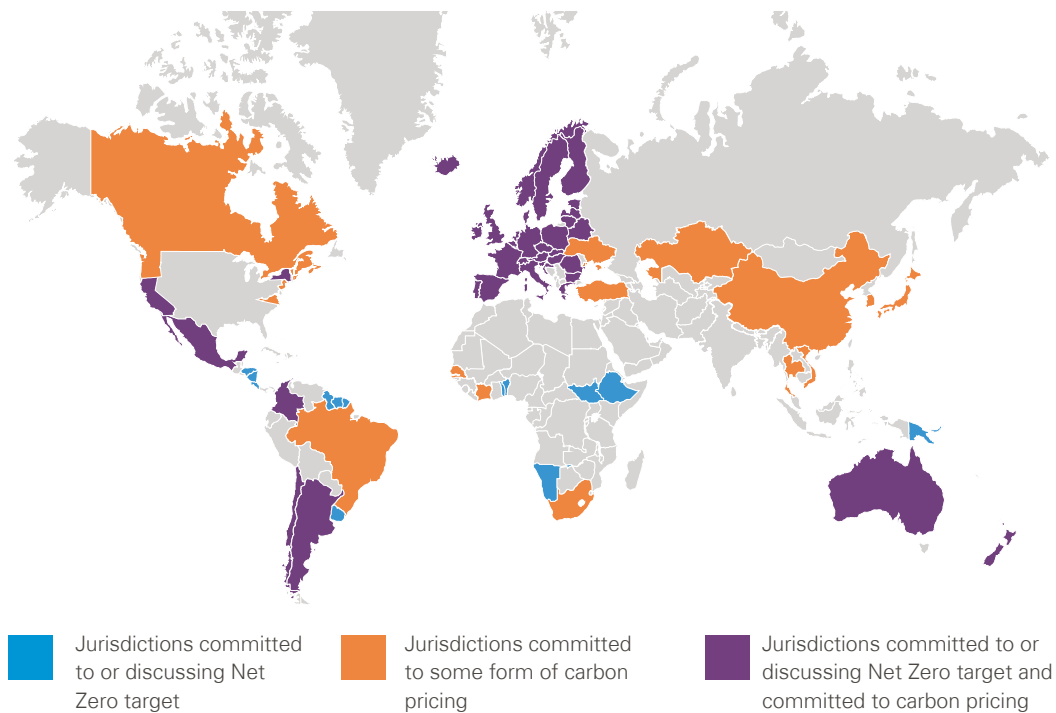 Jurisdictions committed
to or discussing Net
Zero target
Jurisdictions committed
to some form of carbon
pricing
Jurisdictions committed to or
discussing Net Zero target and
committed to carbon pricing